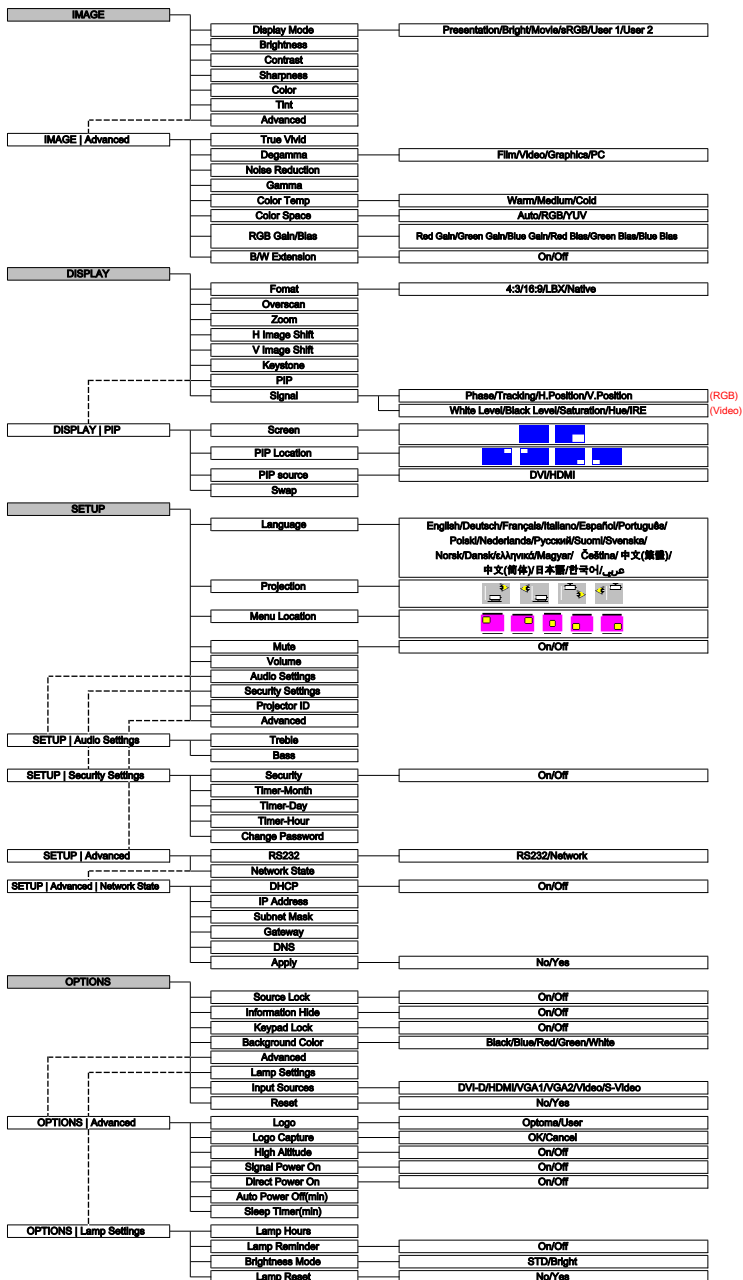 IMAGE
Display Mode Presentation/Bright/Movie/sRGB/User 1/User 2
Brightness
Contrast
Sharpness
Color
Tint
Advanced
IMAGE | Advanced True Vivid
Degamma Film/Video/Graphics/PC
Noise Reduction
Gamma
Color Temp Warm/Medium/Cold
Color Space Auto/RGB/YUV
RGB Gain/Bias Red Gain/Green Gain/Blue Gain/Red Bias/Green Bias/Blue Bias
B/W Extension On/Off
DISPLAY
Fomat 4:3/16:9/LBX/Native
Overscan
Zoom
H Image Shift
V Image Shift
Keystone
PIP
Signal Phase/Tracking/H.Position/V.Position (RGB)
White Level/Black Level/Saturation/Hue/IRE (Video)
DISPLAY | PIP Screen
PIP Location
PIP source DVI/HDMI
Swap
SETUP
Language English/Deutsch/Français/Italiano/Español/Português/
Polski/Nederlands/Русский/Suomi/Svenska/
Norsk/Dansk/ελληνικά/Magyar/ Čeština/ 中文(繁體)/
中文(简体)/日本語/한국어/عربي
Projection
Menu Location
Mute On/Off
Volume
Audio Settings
Security Settings
Projector ID
Advanced
SETUP | Audio Settings Treble
Bass
SETUP | Security Settings Security On/Off
Timer-Month
Timer-Day
Timer-Hour
Change Password
SETUP | Advanced RS232 RS232/Network
Network State
SETUP | Advanced | Network State DHCP On/Off
IP Address
Subnet Mask
Gateway
DNS
Apply No/Yes
OPTIONS
Source Lock On/Off
Information Hide On/Off
Keypad Lock On/Off
Background Color Black/Blue/Red/Green/White
Advanced
Lamp Settings
Input Sources DVI-D/HDMI/VGA1/VGA2/Video/S-Video
Reset No/Yes
OPTIONS | Advanced Logo Optoma/User
Logo Capture OK/Cancel
High Altitude On/Off
Signal Power On On/Off
Direct Power On On/Off
Auto Power Off(min)
Sleep Timer(min)
OPTIONS | Lamp Settings Lamp Hours
Lamp Reminder On/Off
Brightness Mode STD/Bright
Lamp Reset No/Yes